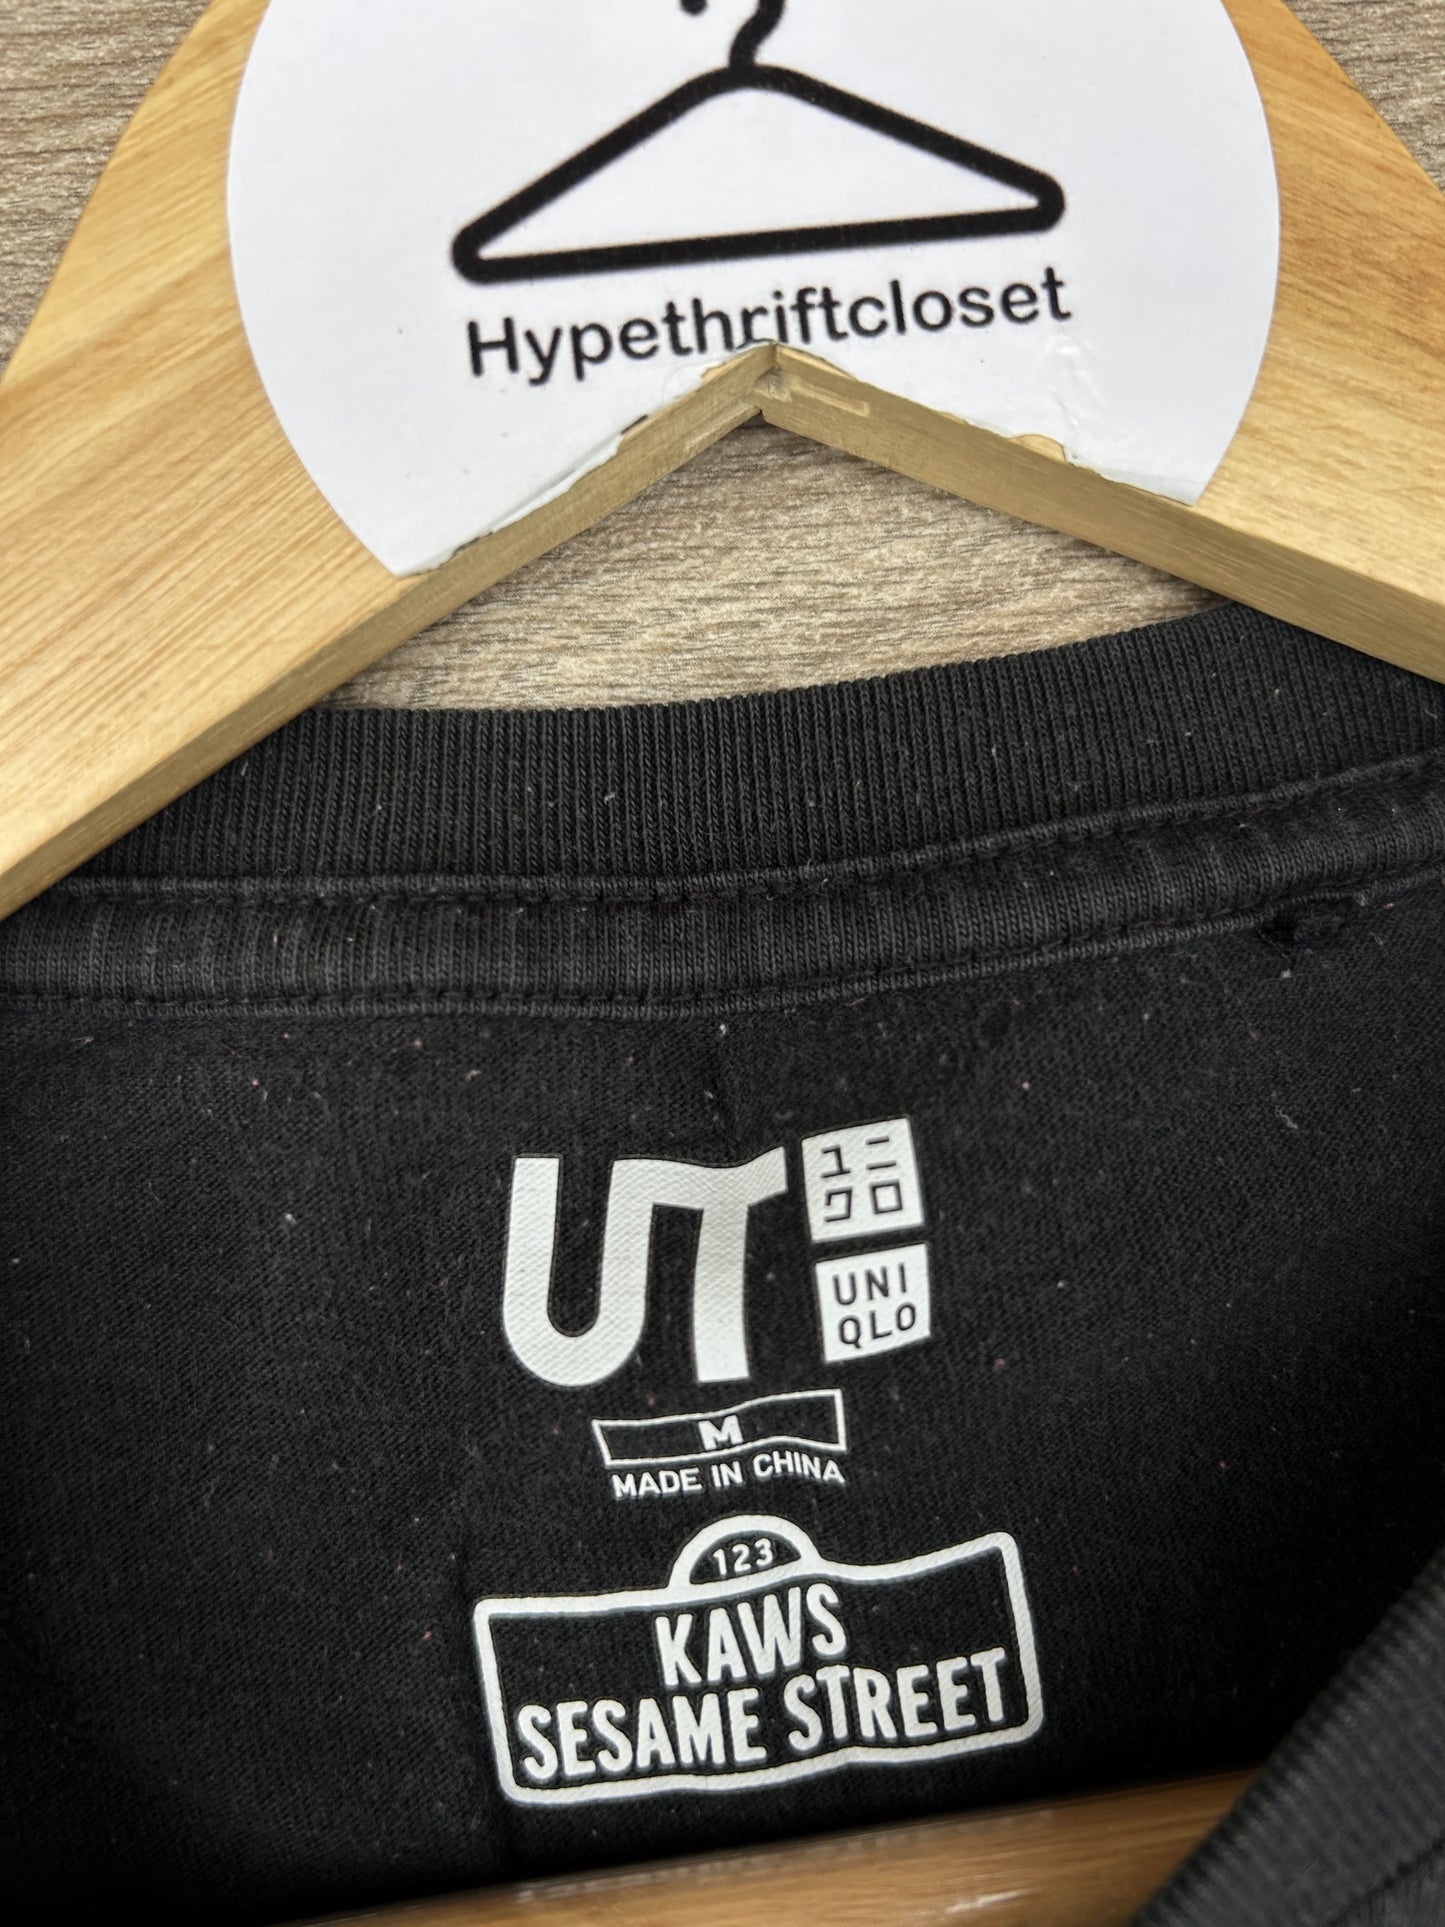 Hypethriftcloset
UT
ユニ
クロ
UNI
QLO
M
MADE IN CHINA
123
KAWS
SESAME STREET